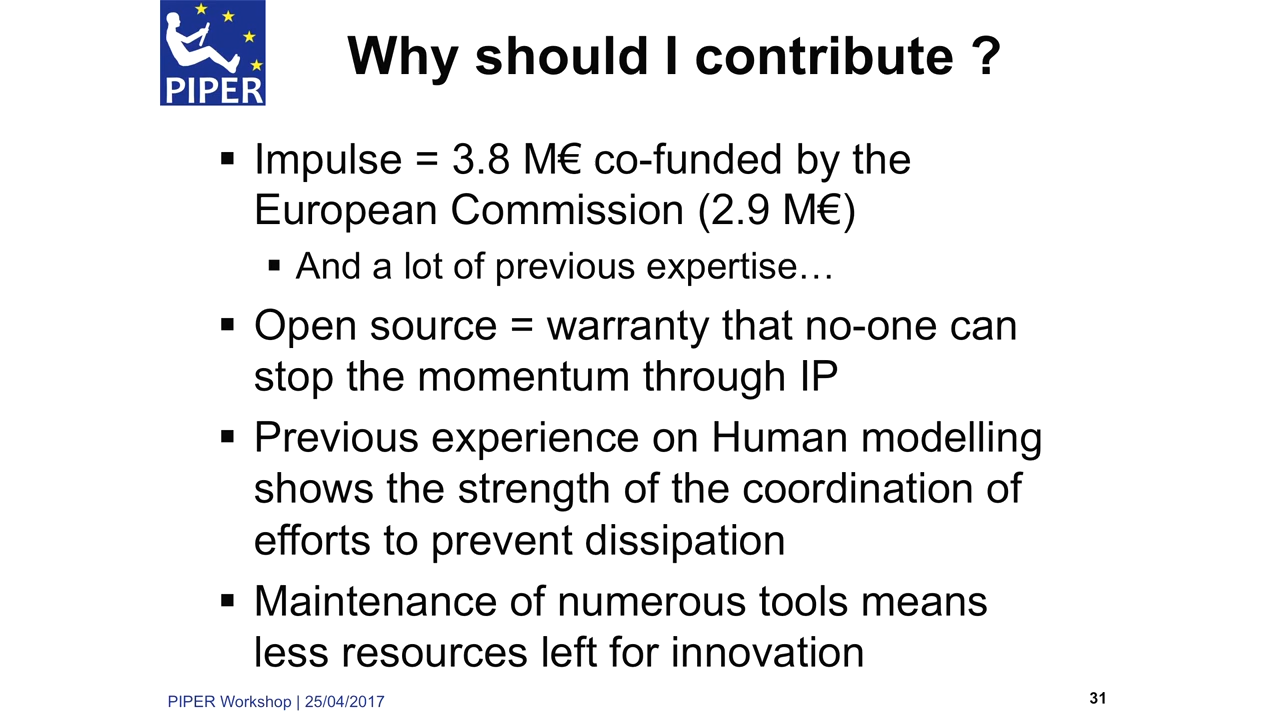 PIPER
Why should I contribute ?
▪ Impulse = 3.8 M€ co-funded by the
European Commission (2.9 M€)
▪ And a lot of previous expertise…
▪ Open source = warranty that no-one can
stop the momentum through IP
▪ Previous experience on Human modelling
shows the strength of the coordination of
efforts to prevent dissipation
▪ Maintenance of numerous tools means
less resources left for innovation
PIPER Workshop | 25/04/2017
31